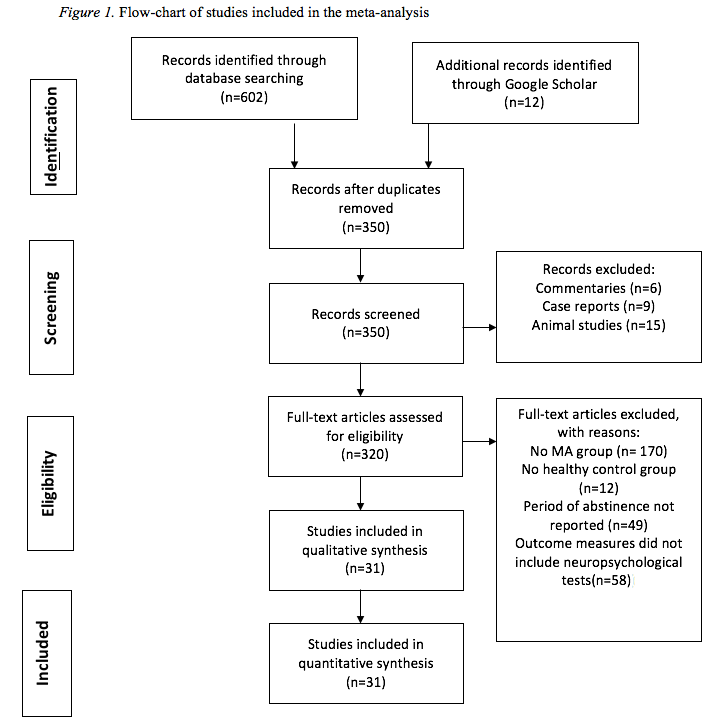 Figure 1. Flow-chart of studies included in the meta-analysis
Records identified through
database searching
(n=602)
Additional records identified
through Google Scholar
(n=12)
Identification
Records after duplicates
removed
(n=350)
Screening
Records screened
(n=350)
Records excluded:
Commentaries (n=6)
Case reports (n=9)
Animal studies (n=15)
Eligibility
Full-text articles assessed
for eligibility
(n=320)
Full-text articles excluded,
with reasons:
No MA group (n= 170)
No healthy control group
(n=12)
Period of abstinence not
reported (n=49)
Outcome measures did not
include neuropsychological
tests(n=58)
Studies included in
qualitative synthesis
(n=31)
Included
Studies included in
quantitative synthesis
(n=31)